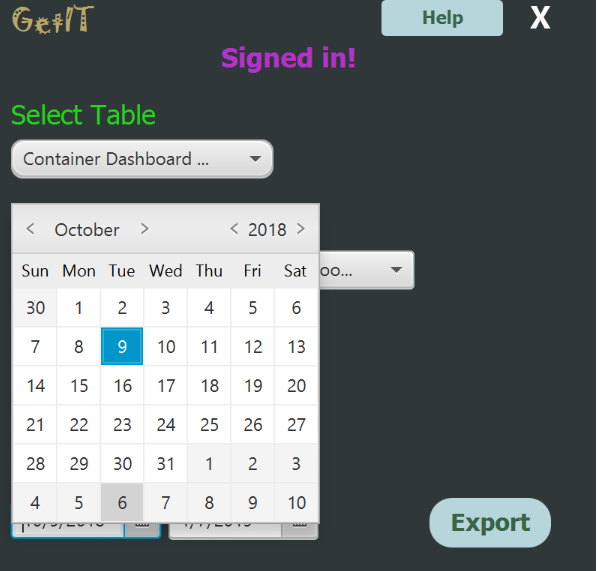 GetIT
Help
X
Signed in!
Select Table
Container Dashboard ...
< October > < 2018 >
oo...
Sun Mon Tue Wed Thu Fri Sat
30 1 2 3 4 5 6
7 8 9 10 11 12 13
14 15 16 17 18 19 20
21 22 23 24 25 26 27
28 29 30 31 1 2 3
4 5 6 7 8 9 10
Export